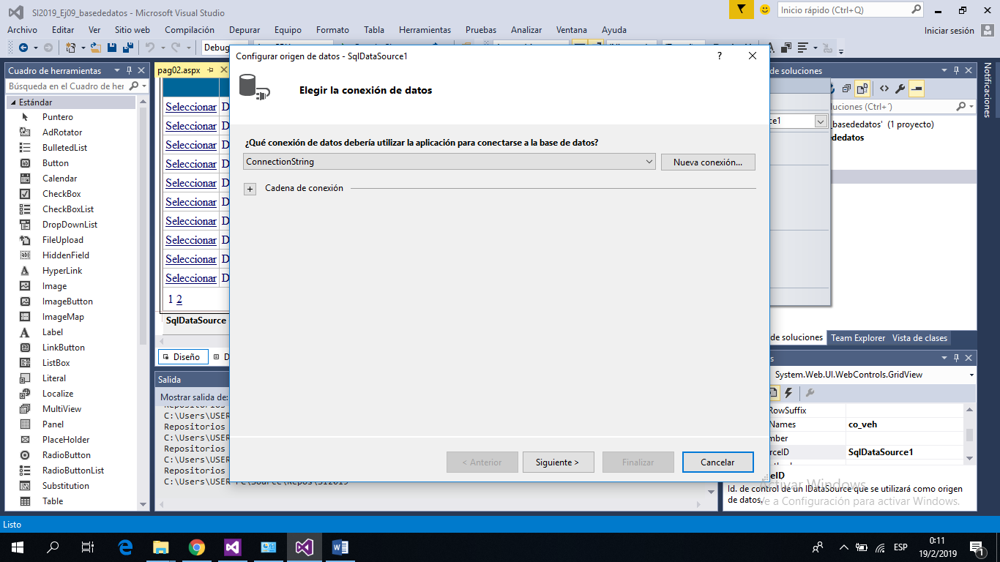 SI2019_Ej09_basededatos - Microsoft Visual Studio
Inicio rápido (Ctrl+Q)
Archivo Editar Ver Sitio web Compilación Depurar Equipo Formato Tabla Herramientas Pruebas Analizar Ventana Ayuda
Iniciar sesión
Debug
Cuadro de herramientas
Búsqueda en el Cuadro de her
Estándar
Puntero
AdRotator
BulletedList
Button
Calendar
CheckBox
CheckBoxList
DropDownList
FileUpload
HiddenField
HyperLink
Image
ImageButton
ImageMap
Label
LinkButton
ListBox
Literal
Localize
MultiView
Panel
PlaceHolder
RadioButton
RadioButtonList
Substitution
Table
pag02.aspx
Seleccionar D
Seleccionar D
Seleccionar D
Seleccionar D
Seleccionar D
Seleccionar D
Seleccionar D
Seleccionar D
Seleccionar D
Seleccionar D
1 2
SqlDataSource
Diseño D
Salida
Mostrar salida de:
Repositorios
C:\Users\USER
Repositorios
C:\Users\USER
Repositorios
C:\Users\USER
Repositorios
C:\Users\USER-PC\Source\Repos\SI2019
Configurar origen de datos - SqlDataSource1
?
Elegir la conexión de datos
¿Qué conexión de datos debería utilizar la aplicación para conectarse a la base de datos?
ConnectionString
Nueva conexión...
+ Cadena de conexión
< Anterior
Siguiente >
Finalizar
Cancelar
de soluciones
Notificaciones
luciones (Ctrl+´)
ce1
_basededatos' (1 proyecto)
dedatos
de soluciones Team Explorer Vista de clases
s
System.Web.UI.WebControls.GridView
RowSuffix
Names co_veh
mber
rceID SqlDataSource1
eID
Id. de control de un IDataSource que se utilizará como origen
de datos.
Activar Windows
Ve a Configuración para activar Windows.
Listo
ESP
0:11
19/2/2019
1